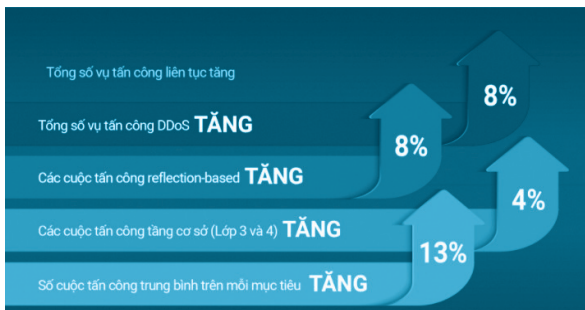 Tổng số vụ tấn công liên tục tăng
8%
Tổng số vụ tấn công DDoS TĂNG
8%
Các cuộc tấn công reflection-based TĂNG
4%
Các cuộc tấn công tầng cơ sở (Lớp 3 và 4) TĂNG
13%
Số cuộc tấn công trung bình trên mỗi mục tiêu TĂNG